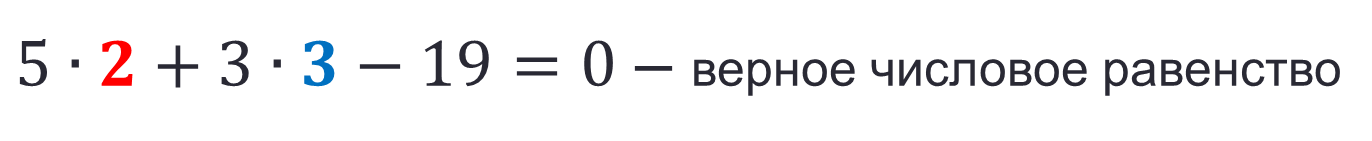 5 · 2 + 3 · 3 − 19 = 0 − верное числовое равенство